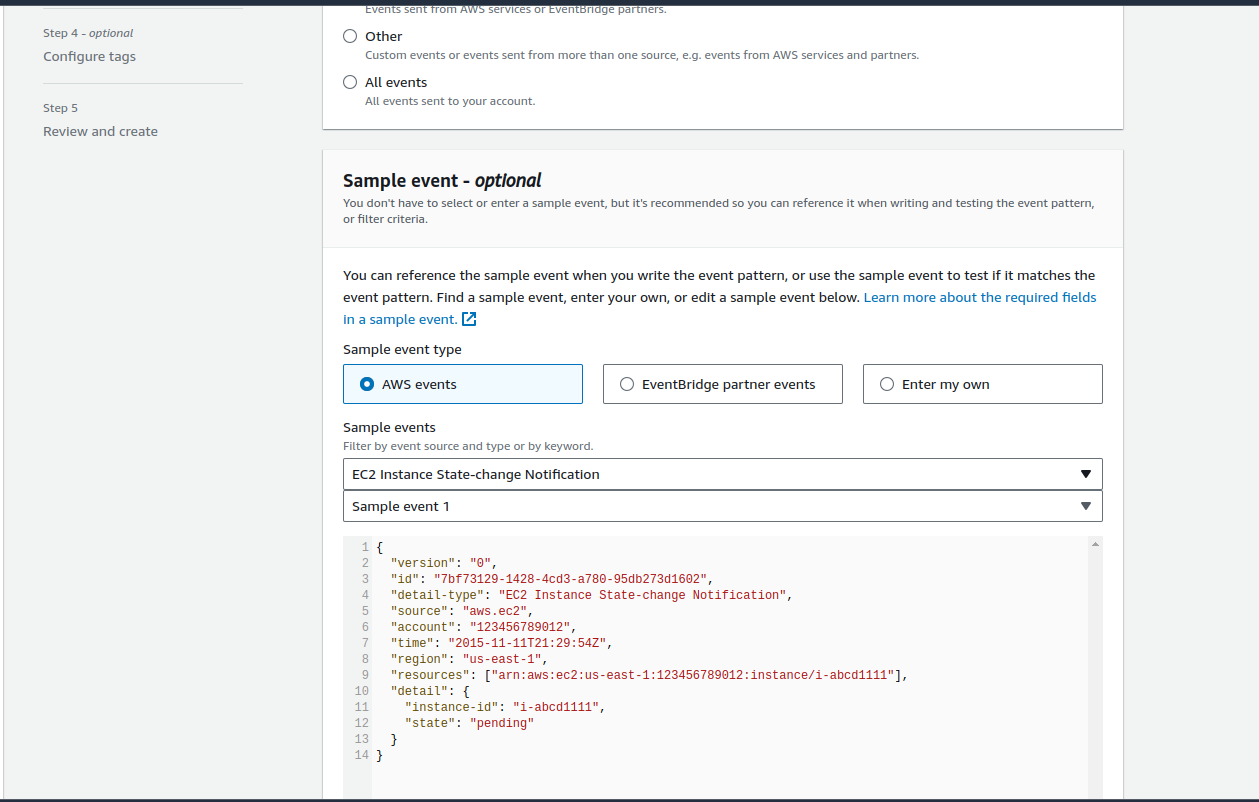 Events sent from AWS services or EventBridge partners.
Step 4 - optional
Configure tags
Step 5
Review and create
Other
Custom events or events sent from more than one source, e.g. events from AWS services and partners.
All events
All events sent to your account.
Sample event - optional
You don't have to select or enter a sample event, but it's recommended so you can reference it when writing and testing the event pattern,
or filter criteria.
You can reference the sample event when you write the event pattern, or use the sample event to test if it matches the
event pattern. Find a sample event, enter your own, or edit a sample event below. Learn more about the required fields
in a sample event.
Sample event type
AWS events
EventBridge partner events
Enter my own
Sample events
Filter by event source and type or by keyword.
EC2 Instance State-change Notification
Sample event 1
1 {
2   "version": "0",
3   "id": "7bf73129-1428-4cd3-a780-95db273d1602",
4   "detail-type": "EC2 Instance State-change Notification",
5   "source": "aws.ec2",
6   "account": "123456789012",
7   "time": "2015-11-11T21:29:54Z",
8   "region": "us-east-1",
9   "resources": ["arn:aws:ec2:us-east-1:123456789012:instance/i-abcd1111"],
10   "detail": {
11     "instance-id": "i-abcd1111",
12     "state": "pending"
13   }
14 }